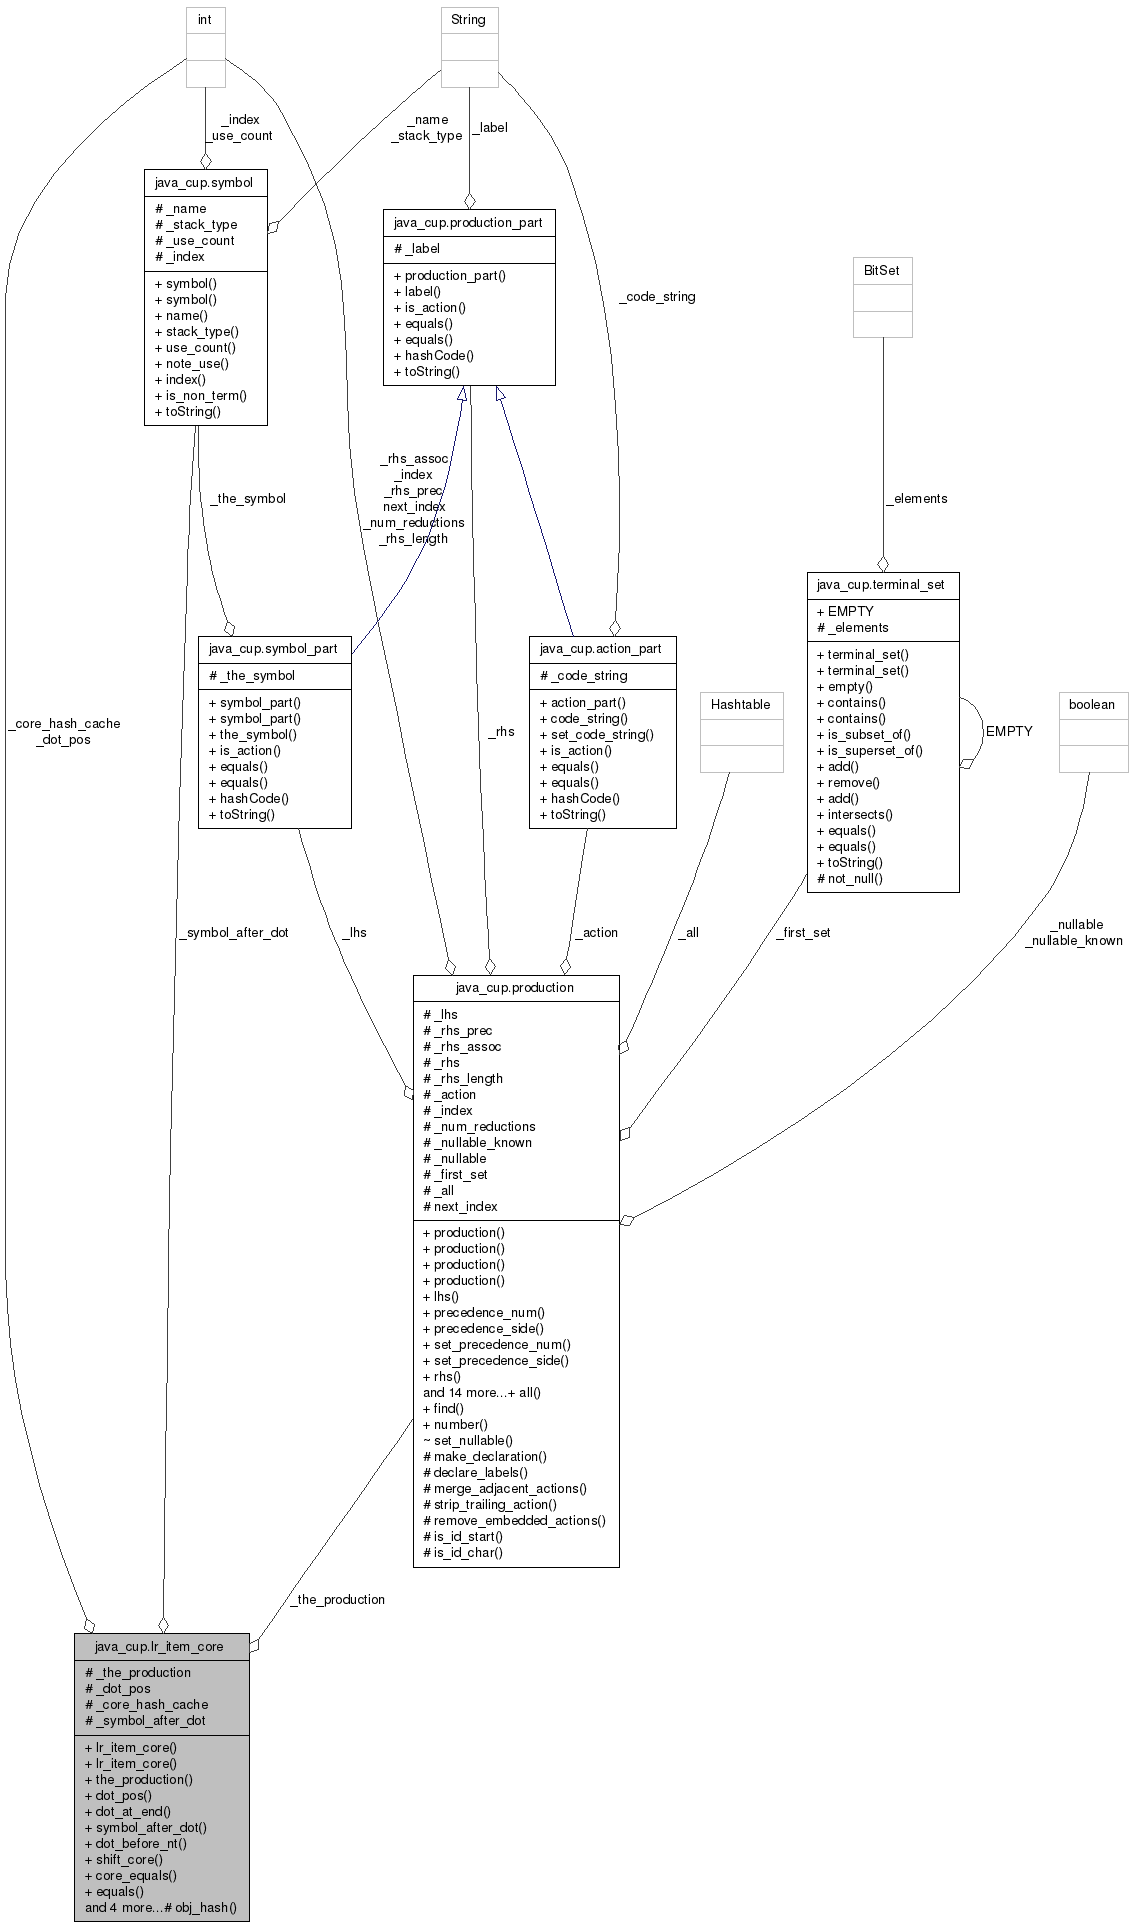 int
String
_index
_use_count
_name
_stack_type
_label
java_cup.symbol
# _name
# _stack_type
# _use_count
# _index
+ symbol()
+ symbol()
+ name()
+ stack_type()
+ use_count()
+ note_use()
+ index()
+ is_non_term()
+ toString()
java_cup.production_part
# _label
+ production_part()
+ label()
+ is_action()
+ equals()
+ equals()
+ hashCode()
+ toString()
_code_string
BitSet
_elements
_the_symbol
_rhs_assoc
_index
_rhs_prec
next_index
_num_reductions
_rhs_length
java_cup.symbol_part
# _the_symbol
+ symbol_part()
+ symbol_part()
+ the_symbol()
+ is_action()
+ equals()
+ equals()
+ hashCode()
+ toString()
java_cup.action_part
# _code_string
+ action_part()
+ code_string()
+ set_code_string()
+ is_action()
+ equals()
+ equals()
+ hashCode()
+ toString()
java_cup.terminal_set
+ EMPTY
# _elements
+ terminal_set()
+ terminal_set()
+ empty()
+ contains()
+ contains()
+ is_subset_of()
+ is_superset_of()
+ add()
+ remove()
+ add()
+ intersects()
+ equals()
+ equals()
+ toString()
# not_null()
EMPTY
Hashtable
boolean
_core_hash_cache
_dot_pos
_rhs
_symbol_after_dot
_lhs
_action
_all
_first_set
_nullable
_nullable_known
java_cup.production
# _lhs
# _rhs_prec
# _rhs_assoc
# _rhs
# _rhs_length
# _action
# _index
# _num_reductions
# _nullable_known
# _nullable
# _first_set
# _all
# next_index
+ production()
+ production()
+ production()
+ production()
+ lhs()
+ precedence_num()
+ precedence_side()
+ set_precedence_num()
+ set_precedence_side()
+ rhs()
and 14 more...+ all()
+ find()
+ number()
~ set_nullable()
# make_declaration()
# declare_labels()
# merge_adjacent_actions()
# strip_trailing_action()
# remove_embedded_actions()
# is_id_start()
# is_id_char()
_the_production
java_cup.lr_item_core
# _the_production
# _dot_pos
# _core_hash_cache
# _symbol_after_dot
+ lr_item_core()
+ lr_item_core()
+ the_production()
+ dot_pos()
+ dot_at_end()
+ symbol_after_dot()
+ dot_before_nt()
+ shift_core()
+ core_equals()
+ equals()
and 4 more...# obj_hash()